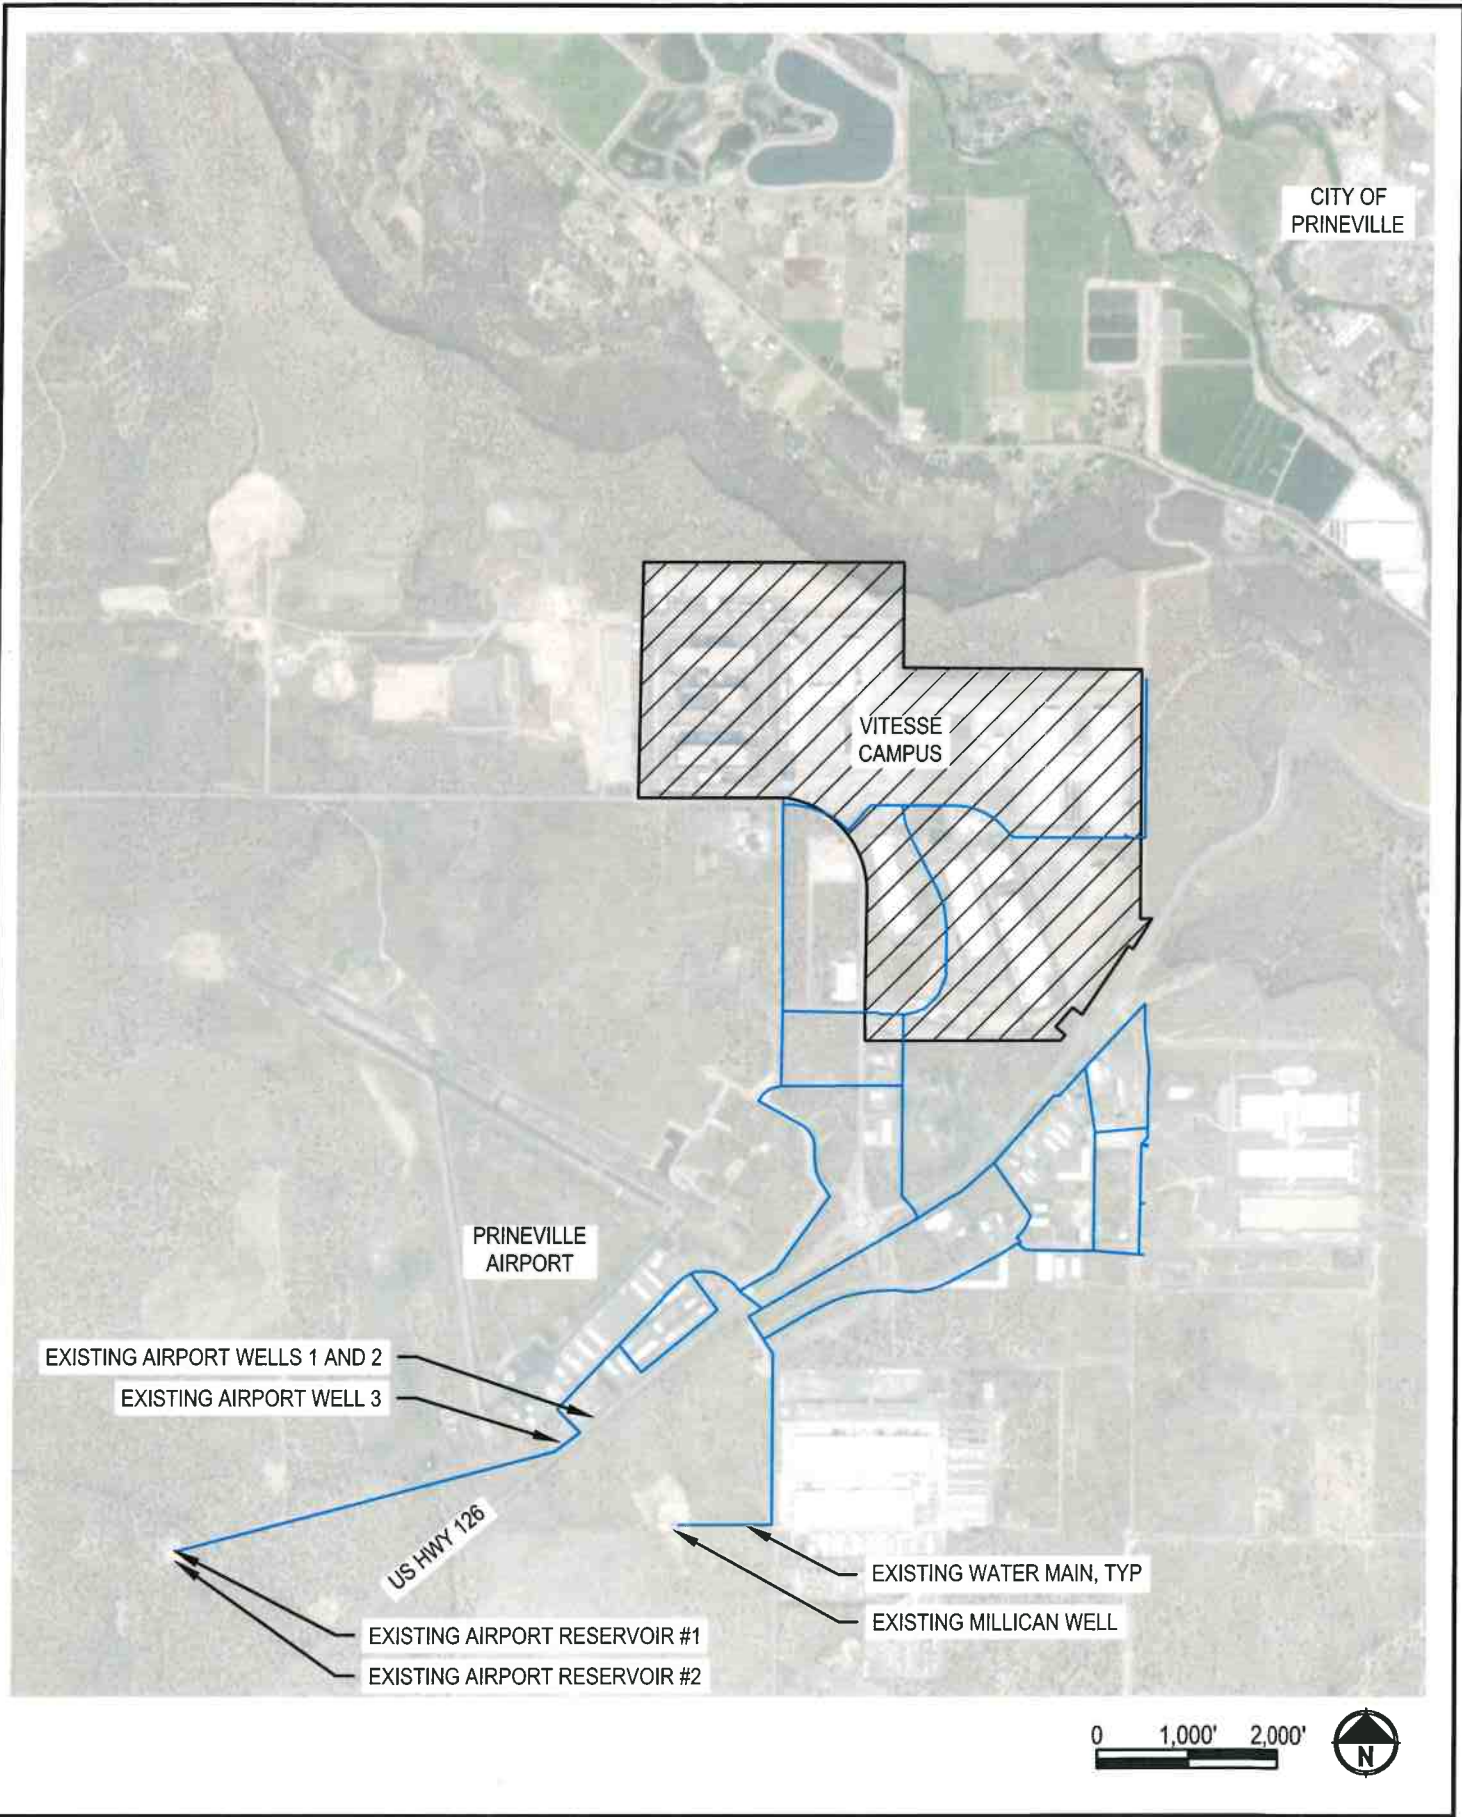 CITY OF
PRINEVILLE
VITESSE
CAMPUS
PRINEVILLE
AIRPORT
EXISTING AIRPORT WELLS 1 AND 2
EXISTING AIRPORT WELL 3
US HWY 126
EXISTING WATER MAIN, TYP
EXISTING MILLICAN WELL
EXISTING AIRPORT RESERVOIR #1
EXISTING AIRPORT RESERVOIR #2
0 1,000' 2,000'
N